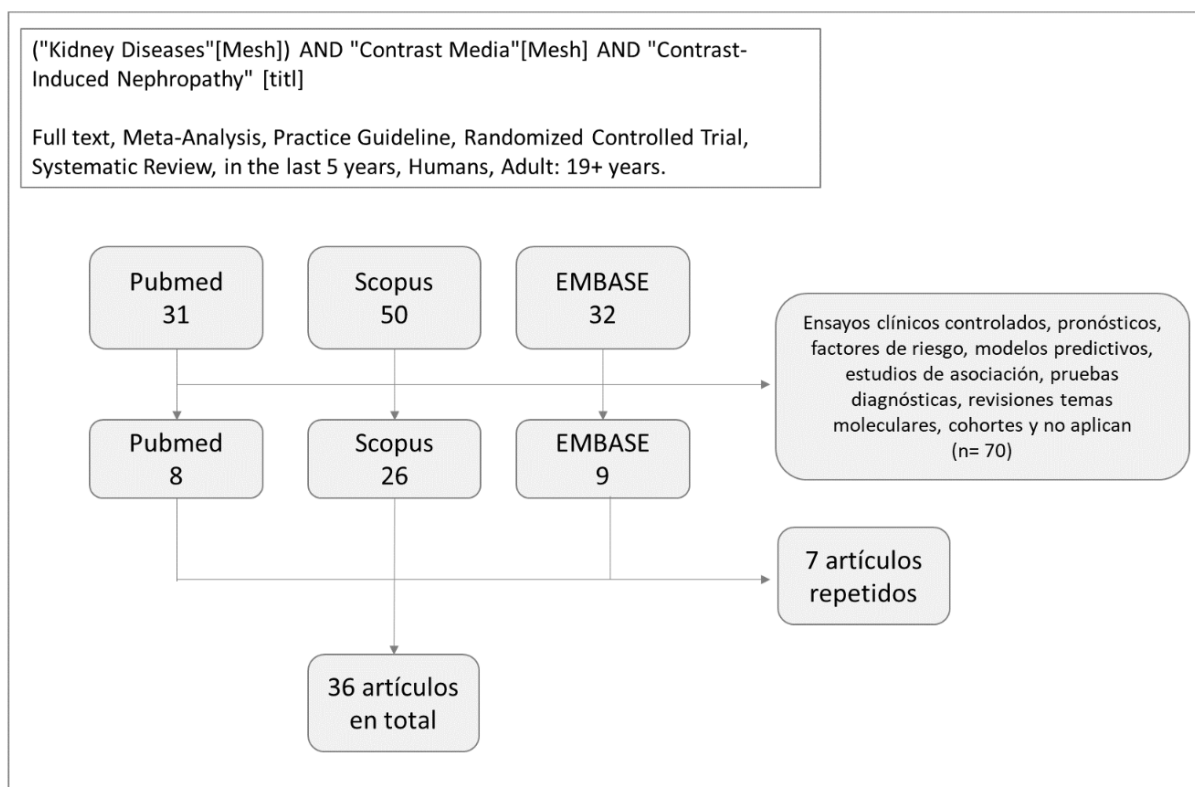 ("Kidney Diseases"[Mesh]) AND "Contrast Media"[Mesh] AND "Contrast-
Induced Nephropathy" [titl]
Full text, Meta-Analysis, Practice Guideline, Randomized Controlled Trial,
Systematic Review, in the last 5 years, Humans, Adult: 19+ years.
Pubmed
31
Scopus
50
EMBASE
32
Ensayos clínicos controlados, pronósticos,
factores de riesgo, modelos predictivos,
estudios de asociación, pruebas
diagnósticas, revisiones temas
moleculares, cohortes y no aplican
(n= 70)
Pubmed
8
Scopus
26
EMBASE
9
7 artículos
repetidos
36 artículos
en total